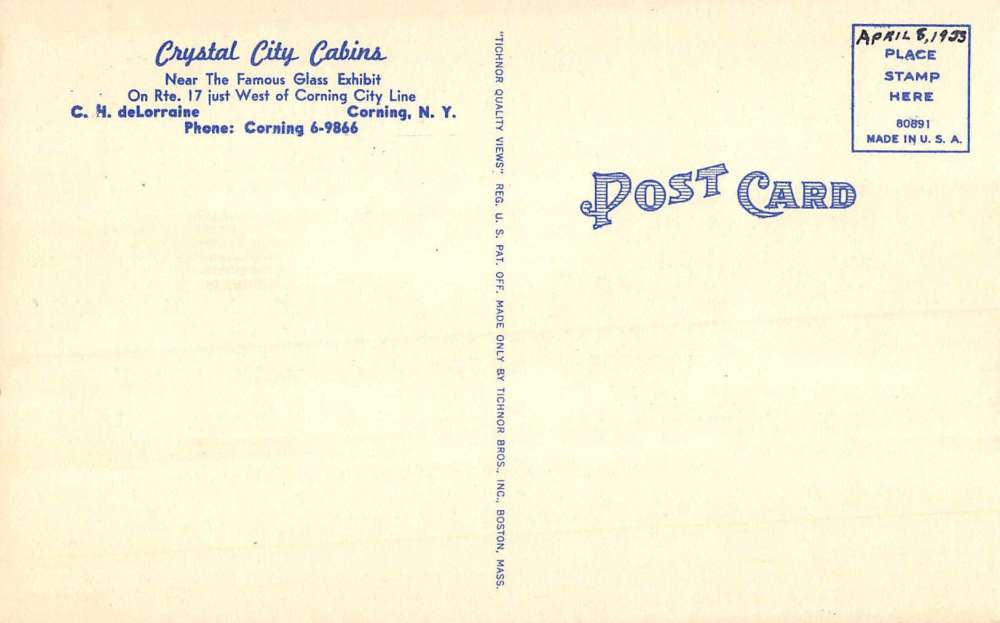 Crystal City Cabins
Near The Famous Glass Exhibit
On Rte. 17 just West of Corning City Line
C. H. deLorraine Corning, N. Y.
Phone: Corning 6-9866
"TICHNOR QUALITY VIEWS" REG. U. S. PAT. OFF. MADE ONLY BY TICHNOR BROS., INC., BOSTON, MASS.
APRIL 8, 1953
PLACE
STAMP
HERE
80891
MADE IN U. S. A.
POST CARD